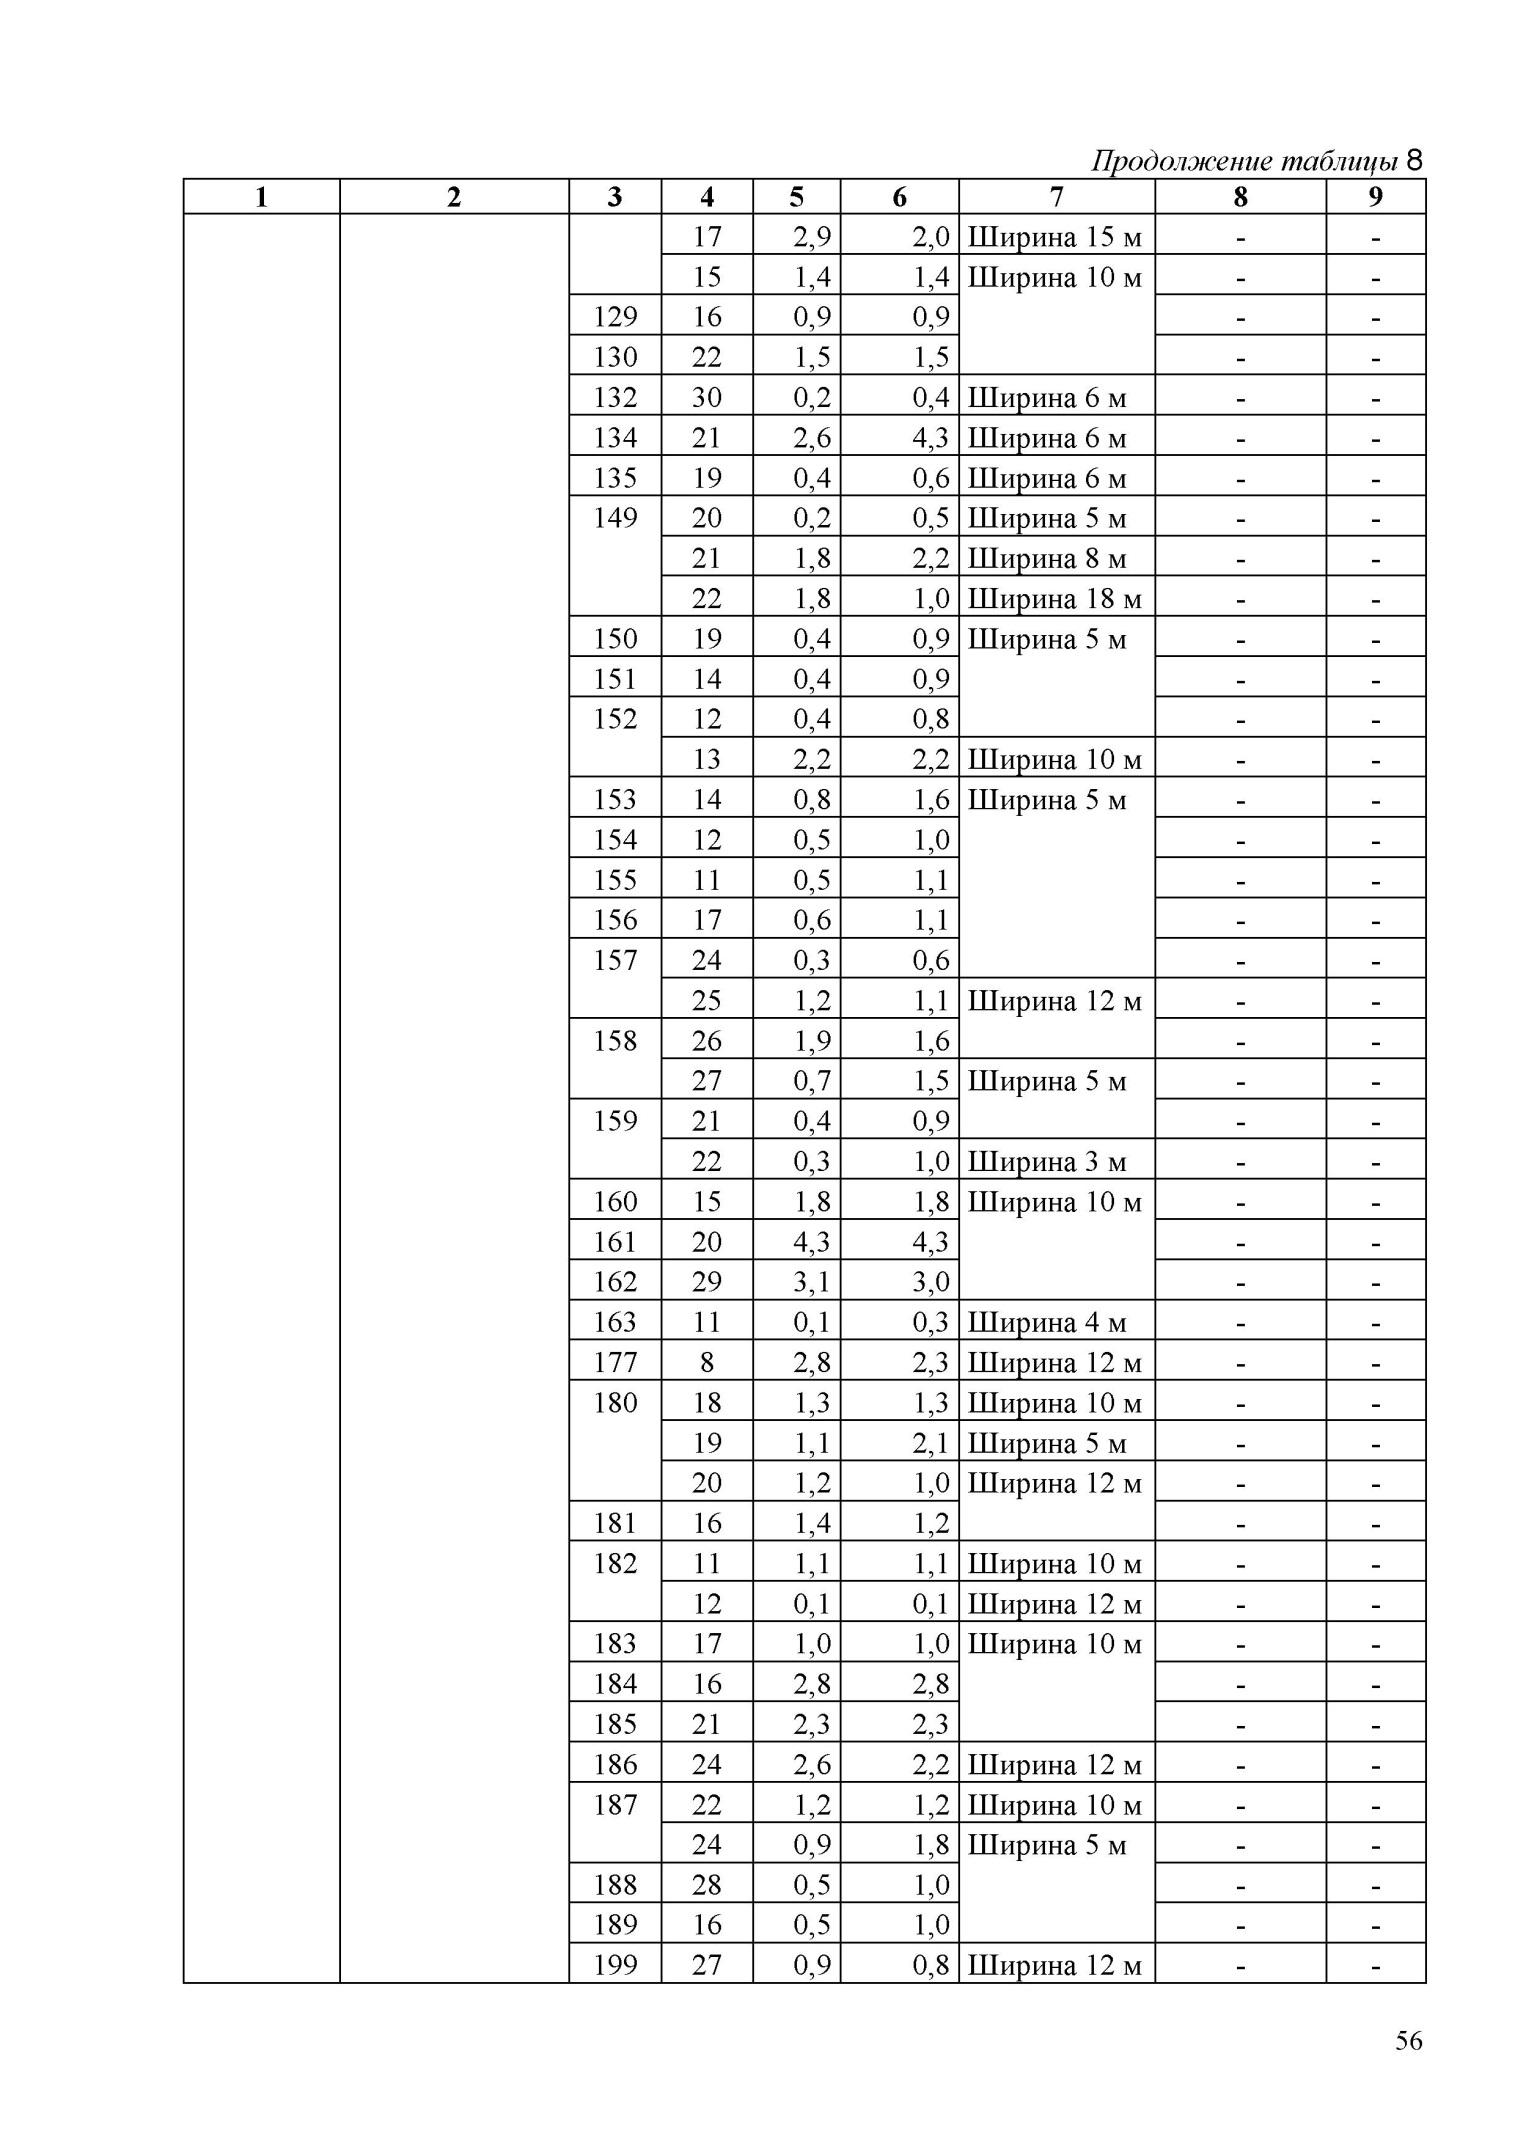 Продолжение таблицы 8
1 2 3 4 5 6 7 8 9
17 2,9 2,0 Ширина 15 м - -
15 1,4 1,4 Ширина 10 м - -
129 16 0,9 0,9 - -
130 22 1,5 1,5 - -
132 30 0,2 0,4 Ширина 6 м - -
134 21 2,6 4,3 Ширина 6 м - -
135 19 0,4 0,6 Ширина 6 м - -
149 20 0,2 0,5 Ширина 5 м - -
21 1,8 2,2 Ширина 8 м - -
22 1,8 1,0 Ширина 18 м - -
150 19 0,4 0,9 Ширина 5 м - -
151 14 0,4 0,9 - -
152 12 0,4 0,8 - -
13 2,2 2,2 Ширина 10 м - -
153 14 0,8 1,6 Ширина 5 м - -
154 12 0,5 1,0 - -
155 11 0,5 1,1 - -
156 17 0,6 1,1 - -
157 24 0,3 0,6 - -
25 1,2 1,1 Ширина 12 м - -
158 26 1,9 1,6 - -
27 0,7 1,5 Ширина 5 м - -
159 21 0,4 0,9 - -
22 0,3 1,0 Ширина 3 м - -
160 15 1,8 1,8 Ширина 10 м - -
161 20 4,3 4,3 - -
162 29 3,1 3,0 - -
163 11 0,1 0,3 Ширина 4 м - -
177 8 2,8 2,3 Ширина 12 м - -
180 18 1,3 1,3 Ширина 10 м - -
19 1,1 2,1 Ширина 5 м - -
20 1,2 1,0 Ширина 12 м - -
181 16 1,4 1,2 - -
182 11 1,1 1,1 Ширина 10 м - -
12 0,1 0,1 Ширина 12 м - -
183 17 1,0 1,0 Ширина 10 м - -
184 16 2,8 2,8 - -
185 21 2,3 2,3 - -
186 24 2,6 2,2 Ширина 12 м - -
187 22 1,2 1,2 Ширина 10 м - -
24 0,9 1,8 Ширина 5 м - -
188 28 0,5 1,0 - -
189 16 0,5 1,0 - -
199 27 0,9 0,8 Ширина 12 м - -
56